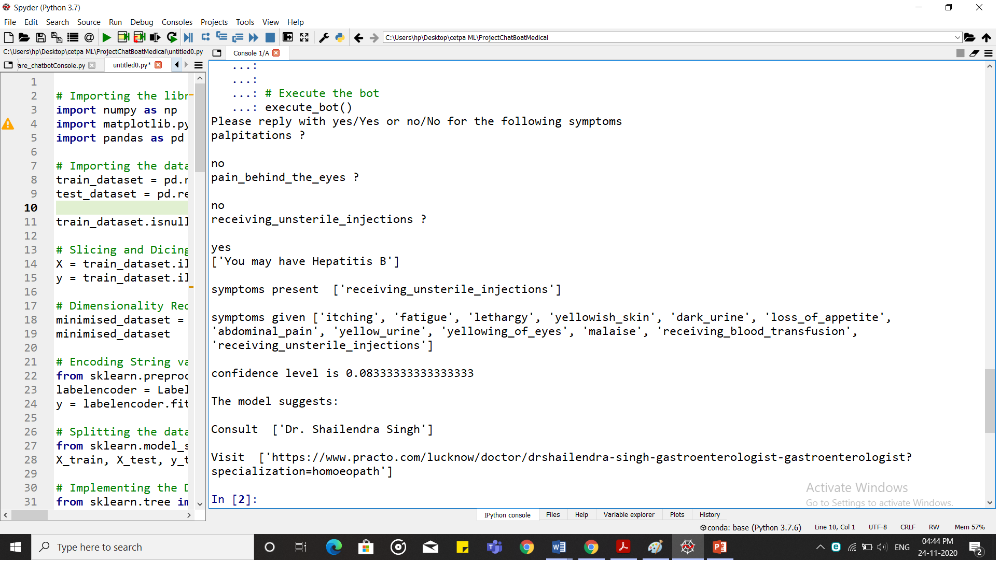 Spyder (Python 3.7)
File Edit Search Source Run Debug Consoles Projects Tools View Help
C:\Users\hp\Desktop\cetpa ML\ProjectChatBoatMedical
C:\Users\hp\Desktop\cetpa ML\ProjectChatBoatMedical\untitled0.py
Console 1/A
are_chatbotConsole.py
untitled0.py*
1
2 # Importing the libr
3 import numpy as np
4 import matplotlib.py
5 import pandas as pd
6
7 # Importing the data
8 train_dataset = pd.r
9 test_dataset = pd.re
10
11 train_dataset.isnull
12
13 # Slicing and Dicing
14 X = train_dataset.il
15 y = train_dataset.il
16
17 # Dimensionality Red
18 minimised_dataset =
19 minimised_dataset
20
21 # Encoding String va
22 from sklearn.preproc
23 labelencoder = Label
24 y = labelencoder.fit
25
26 # Splitting the data
27 from sklearn.model_s
28 X_train, X_test, y_t
29
30 # Implementing the D
31 from sklearn.tree im
...:
...:
...: # Execute the bot
...: execute_bot()
Please reply with yes/Yes or no/No for the following symptoms
palpitations ?
no
pain_behind_the_eyes ?
no
receiving_unsterile_injections ?
yes
['You may have Hepatitis B']
symptoms present  ['receiving_unsterile_injections']
symptoms given ['itching', 'fatigue', 'lethargy', 'yellowish_skin', 'dark_urine', 'loss_of_appetite',
'abdominal_pain', 'yellow_urine', 'yellowing_of_eyes', 'malaise', 'receiving_blood_transfusion',
'receiving_unsterile_injections']
confidence level is 0.08333333333333333
The model suggests:
Consult  ['Dr. Shailendra Singh']
Visit  ['https://www.practo.com/lucknow/doctor/drshailendra-singh-gastroenterologist-gastroenterologist?
specialization=homoeopath']
In [2]:
Activate Windows
Go to Settings to activate Windows.
IPython console Files Help Variable explorer Plots History
conda: base (Python 3.7.6) Line 10, Col 1 UTF-8 CRLF RW Mem 57%
Type here to search
ENG
04:44 PM
24-11-2020
2